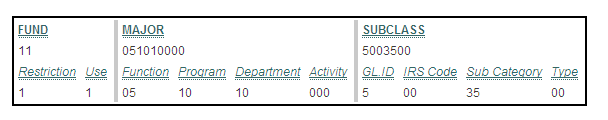 FUND MAJOR SUBCLASS
11 051010000 5003500
Restriction Use Function Program Department Activity GL.ID IRS Code Sub Category Type
1 1 05 10 10 000 5 00 35 00